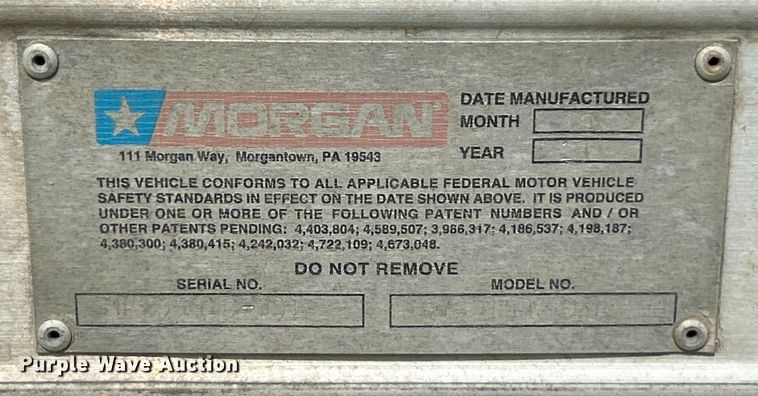 MORGAN®
111 Morgan Way, Morgantown, PA 19543
DATE MANUFACTURED
MONTH
YEAR
THIS VEHICLE CONFORMS TO ALL APPLICABLE FEDERAL MOTOR VEHICLE
SAFETY STANDARDS IN EFFECT ON THE DATE SHOWN ABOVE. IT IS PRODUCED
UNDER ONE OR MORE OF THE FOLLOWING PATENT NUMBERS AND / OR
OTHER PATENTS PENDING: 4,403,804; 4,589,507; 3,986,317; 4,186,537; 4,198,187;
4,380,300; 4,389,415; 4,242,032; 4,722,109; 4,673,048.
DO NOT REMOVE
SERIAL NO.
MODEL NO.
Purple Wave Auction